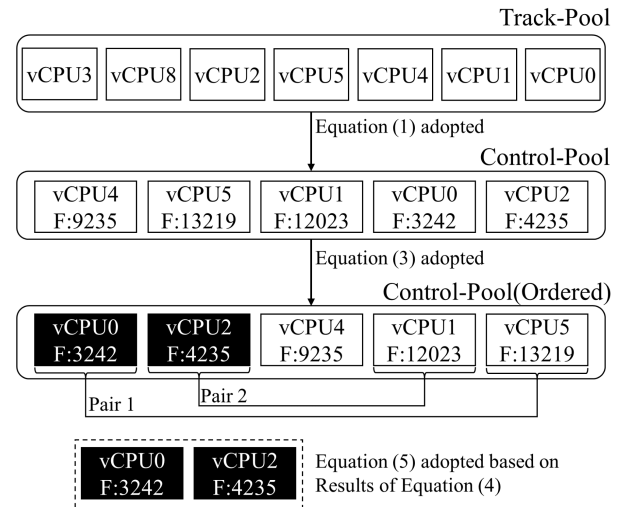 Track-Pool
vCPU3 vCPU8 vCPU2 vCPU5 vCPU4 vCPU1 vCPU0
Equation (1) adopted
Control-Pool
vCPU4 vCPU5 vCPU1 vCPU0 vCPU2
F:9235 F:13219 F:12023 F:3242 F:4235
Equation (3) adopted
Control-Pool(Ordered)
vCPU0 vCPU2 vCPU4 vCPU1 vCPU5
F:3242 F:4235 F:9235 F:12023 F:13219
Pair 1 Pair 2
vCPU0 vCPU2
F:3242 F:4235
Equation (5) adopted based on
Results of Equation (4)